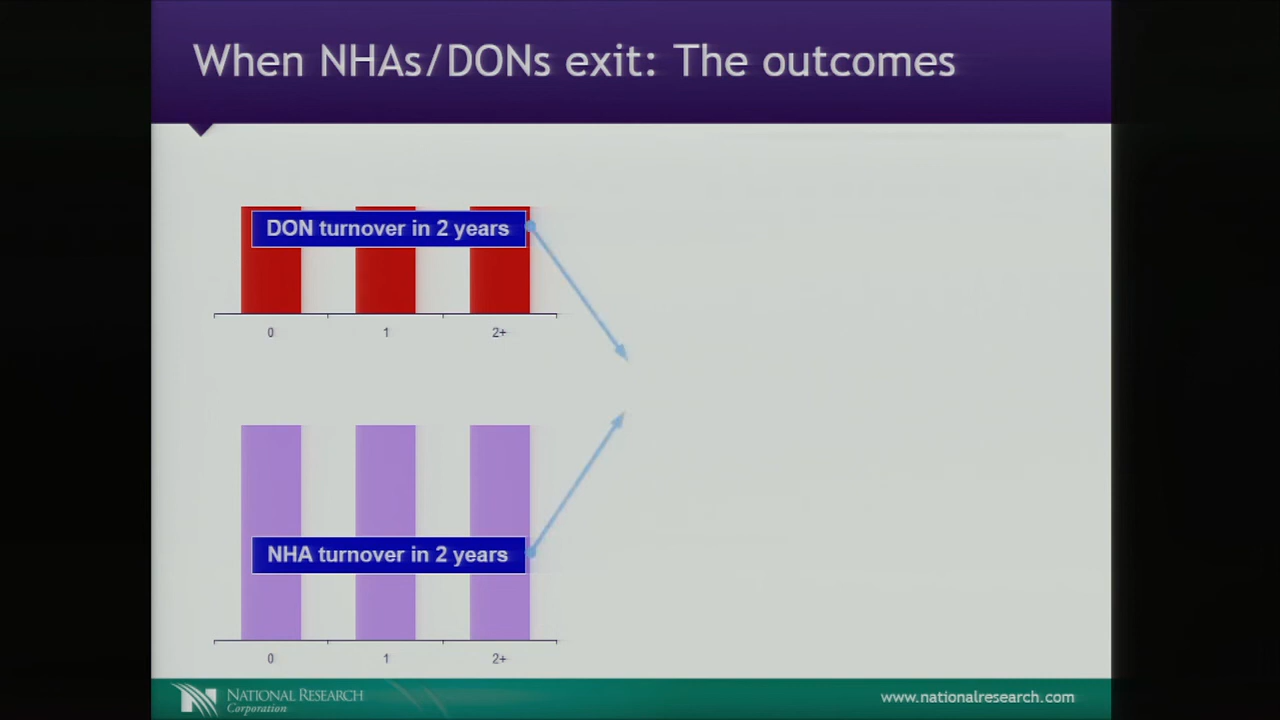 When NHAs/DONs exit: The outcomes
DON turnover in 2 years
0 1 2+
NHA turnover in 2 years
0 1 2+
NATIONAL RESEARCH
Corporation
www.nationalresearch.com